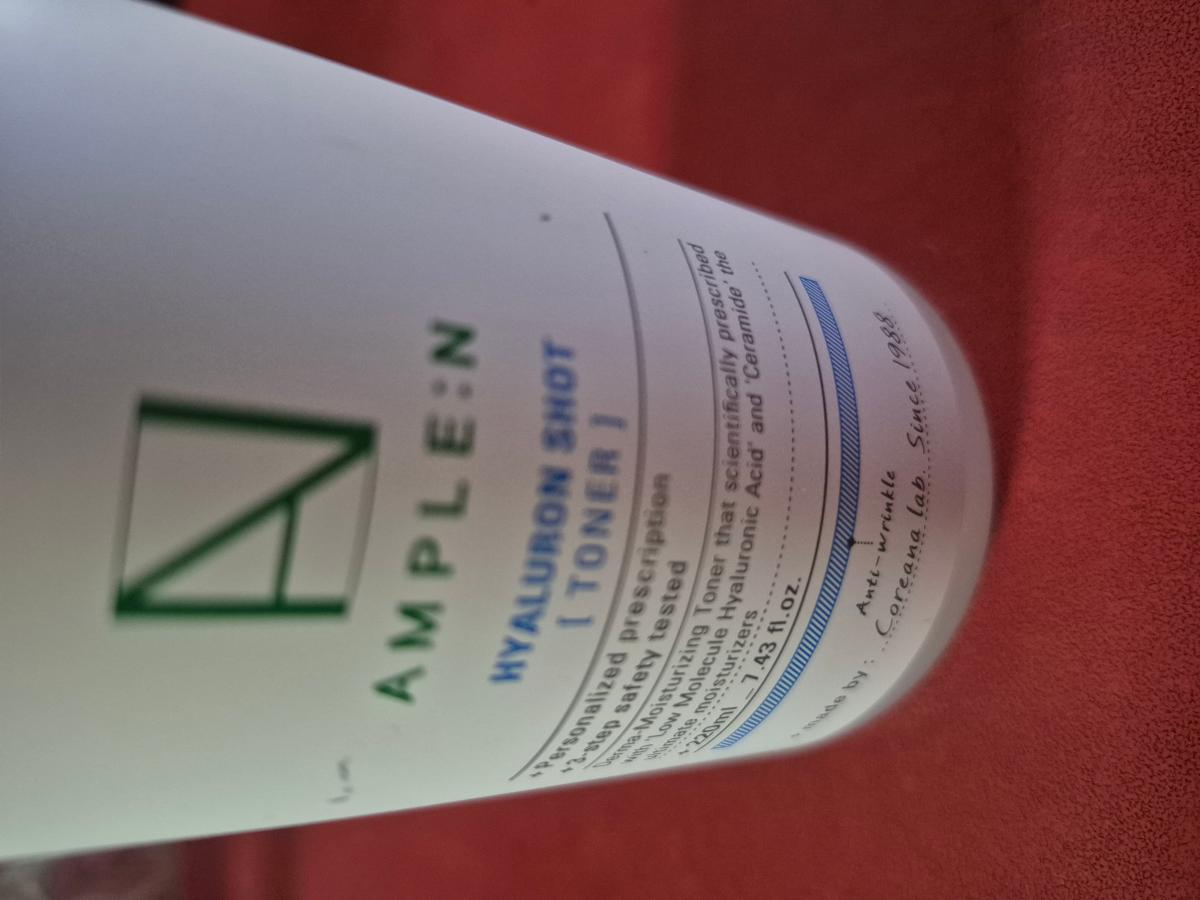 AMPLE:N
HYALURON SHOT
[ TONER ]
+Personalized prescription
+3-step safety tested
Derma-Moisturizing Toner that scientifically prescribed
with 'Low Molecule Hyaluronic Acid' and 'Ceramide' the
ultimate moisturizers
+ 220ml – 7.43 fl.oz.
Anti-wrinkle
made by: Coreana lab. Since 1988